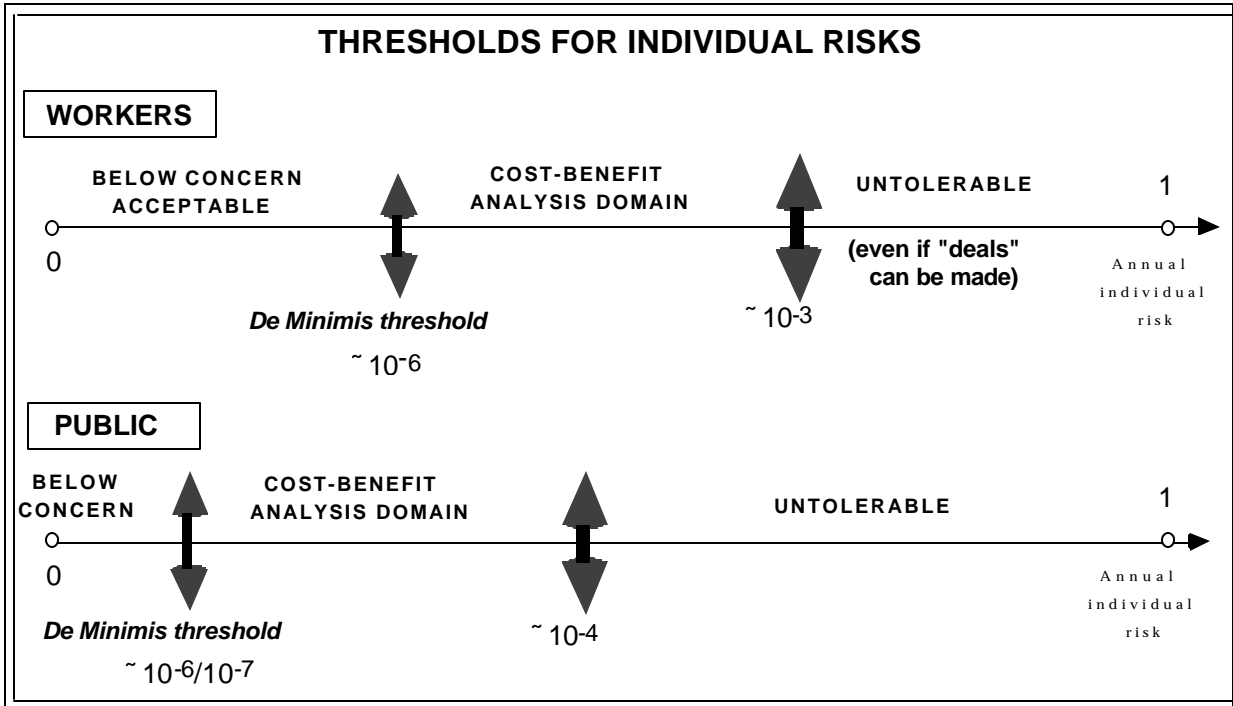 THRESHOLDS FOR INDIVIDUAL RISKS
WORKERS
BELOW CONCERN
ACCEPTABLE
COST-BENEFIT
ANALYSIS DOMAIN
UNTOLERABLE
1
0
(even if "deals"
can be made)
Annual
individual
risk
De Minimis threshold
~ 10-6
~ 10-3
PUBLIC
BELOW
CONCERN
COST-BENEFIT
ANALYSIS DOMAIN
UNTOLERABLE
1
0
Annual
individual
risk
De Minimis threshold
~ 10-6/10-7
~ 10-4